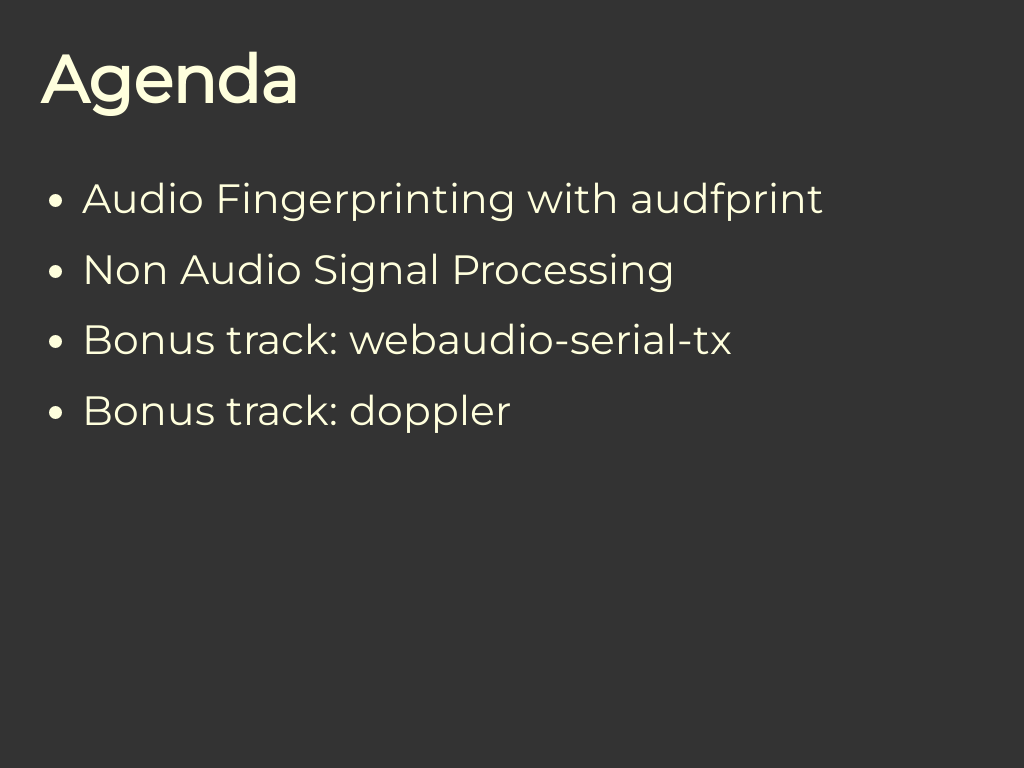 Agenda
• Audio Fingerprinting with audfprint
• Non Audio Signal Processing
• Bonus track: webaudio-serial-tx
• Bonus track: doppler